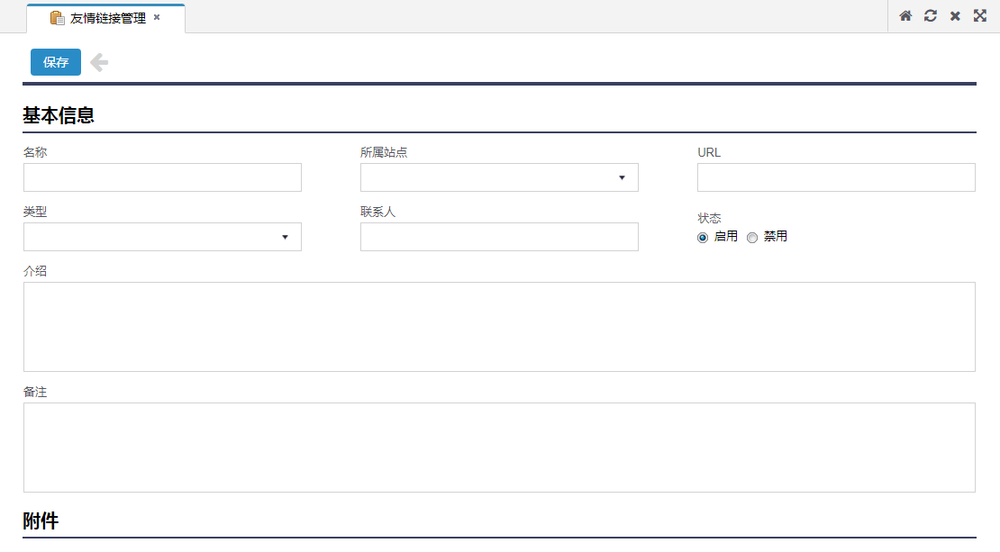 友情链接管理
保存
基本信息
名称 所属站点 URL
类型 联系人 状态
启用 禁用
介绍
备注
附件